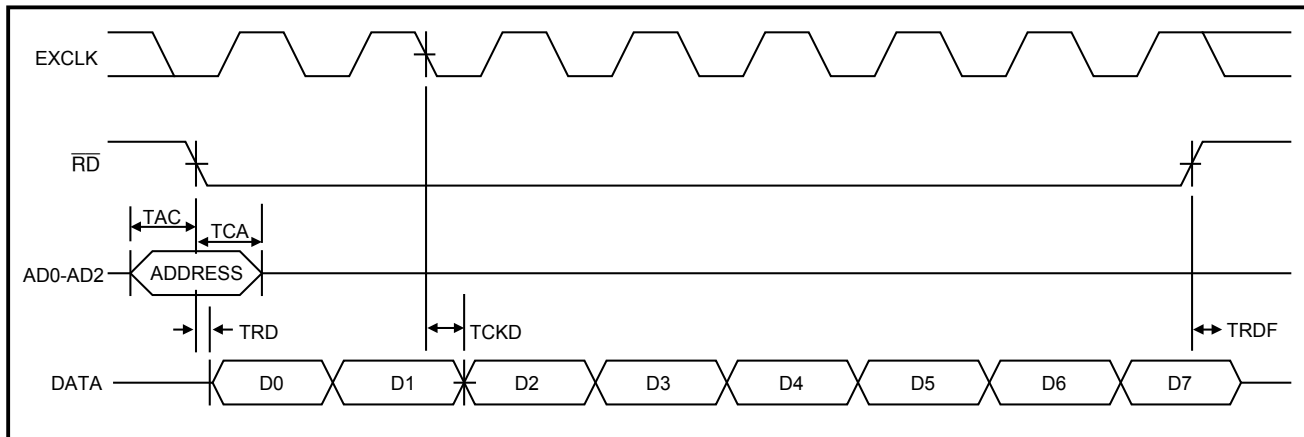 EXCLK
RD
TAC
TCA
AD0-AD2 ADDRESS
TRD TCKD TRDF
DATA D0 D1 D2 D3 D4 D5 D6 D7